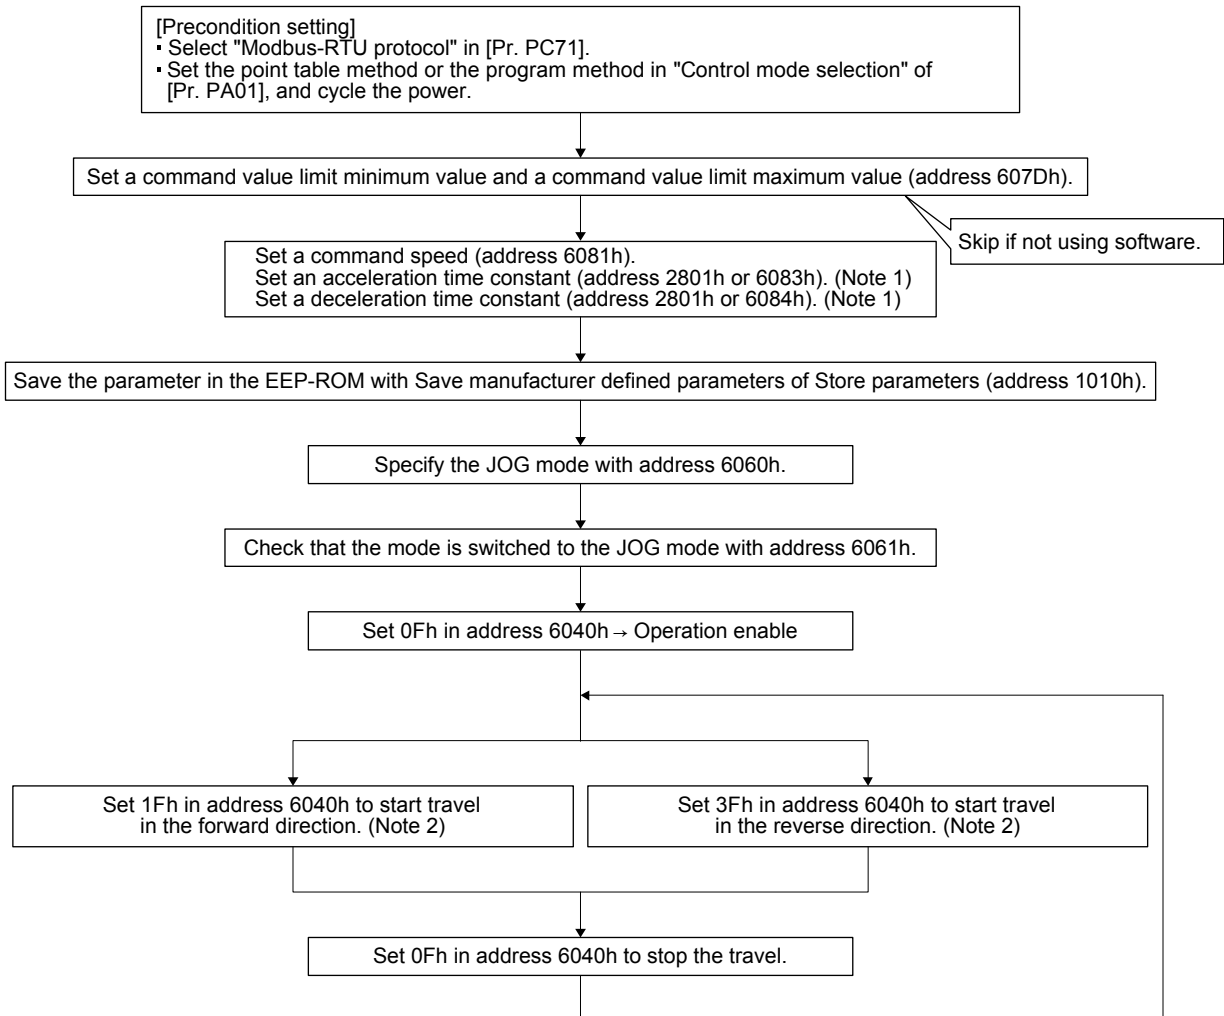 [Precondition setting]
▪ Select "Modbus-RTU protocol" in [Pr. PC71].
▪ Set the point table method or the program method in "Control mode selection" of
[Pr. PA01], and cycle the power.
Set a command value limit minimum value and a command value limit maximum value (address 607Dh).
Skip if not using software.
Set a command speed (address 6081h).
Set an acceleration time constant (address 2801h or 6083h). (Note 1)
Set a deceleration time constant (address 2801h or 6084h). (Note 1)
Save the parameter in the EEP-ROM with Save manufacturer defined parameters of Store parameters (address 1010h).
Specify the JOG mode with address 6060h.
Check that the mode is switched to the JOG mode with address 6061h.
Set 0Fh in address 6040h → Operation enable
Set 1Fh in address 6040h to start travel
in the forward direction. (Note 2)
Set 3Fh in address 6040h to start travel
in the reverse direction. (Note 2)
Set 0Fh in address 6040h to stop the travel.